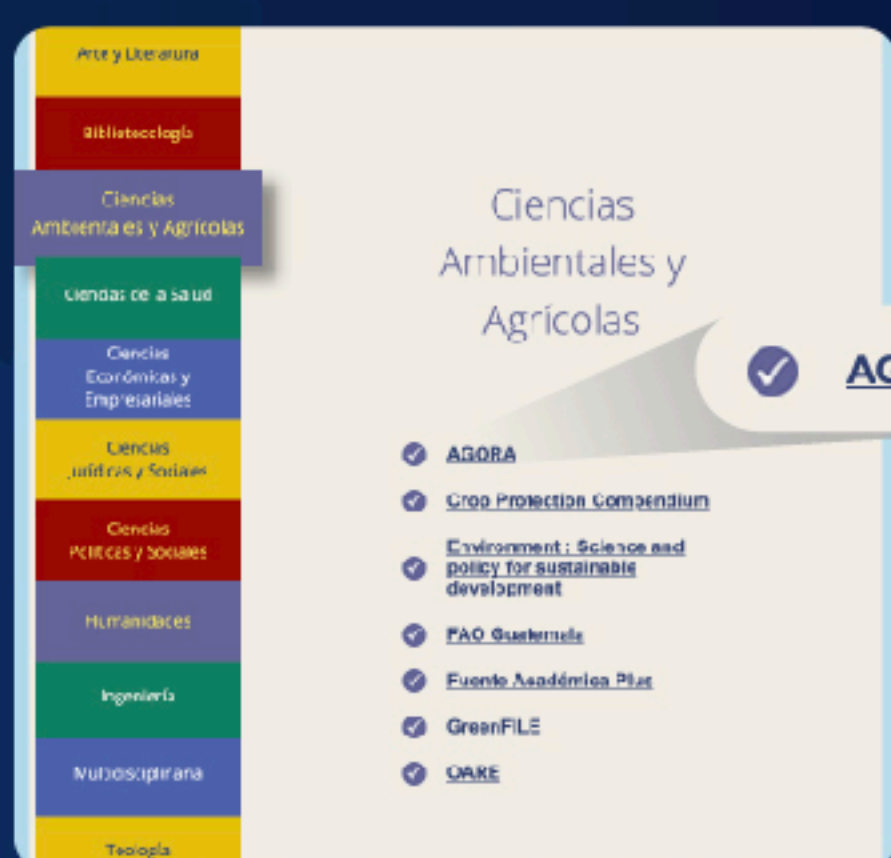 Arte y Literatura
Bibliotecología
Ciencias
Ambientales y Agrícolas
Ciencias de la Salud
Ciencias
Económicas y
Empresariales
Ciencias
Jurídicas y Sociales
Ciencias
Políticas y Sociales
Humanidades
Ingeniería
Multidisciplinaria
Teología
Ciencias
Ambientales y
Agrícolas
AGORA
Crop Protection Compendium
Environment : Science and
policy for sustainable
development
FAO Guatemala
Fuente Académica Plus
GreenFILE
OARE